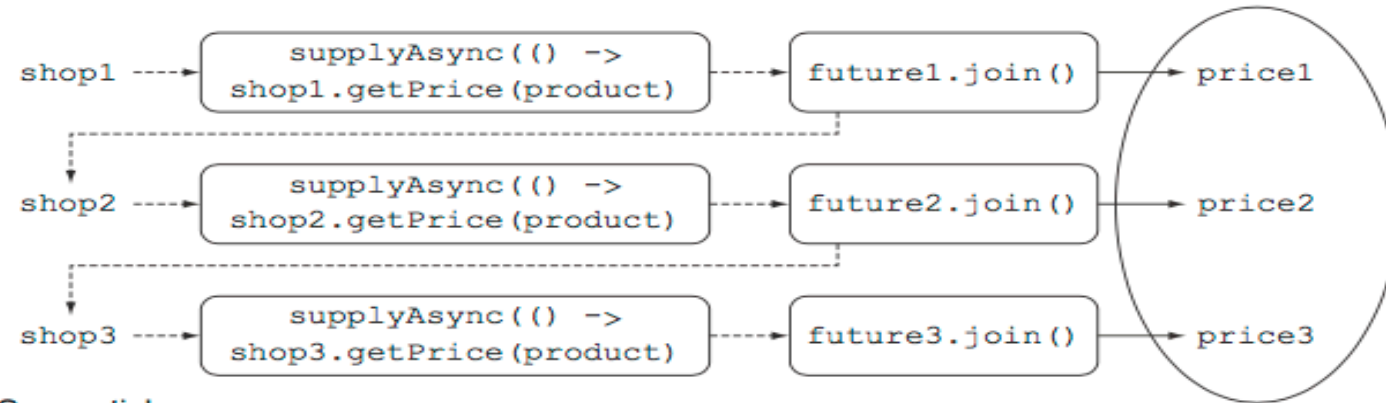 shop1
supplyAsync(() ->
shop1.getPrice(product)
future1.join()
price1
shop2
supplyAsync(() ->
shop2.getPrice(product)
future2.join()
price2
shop3
supplyAsync(() ->
shop3.getPrice(product)
future3.join()
price3